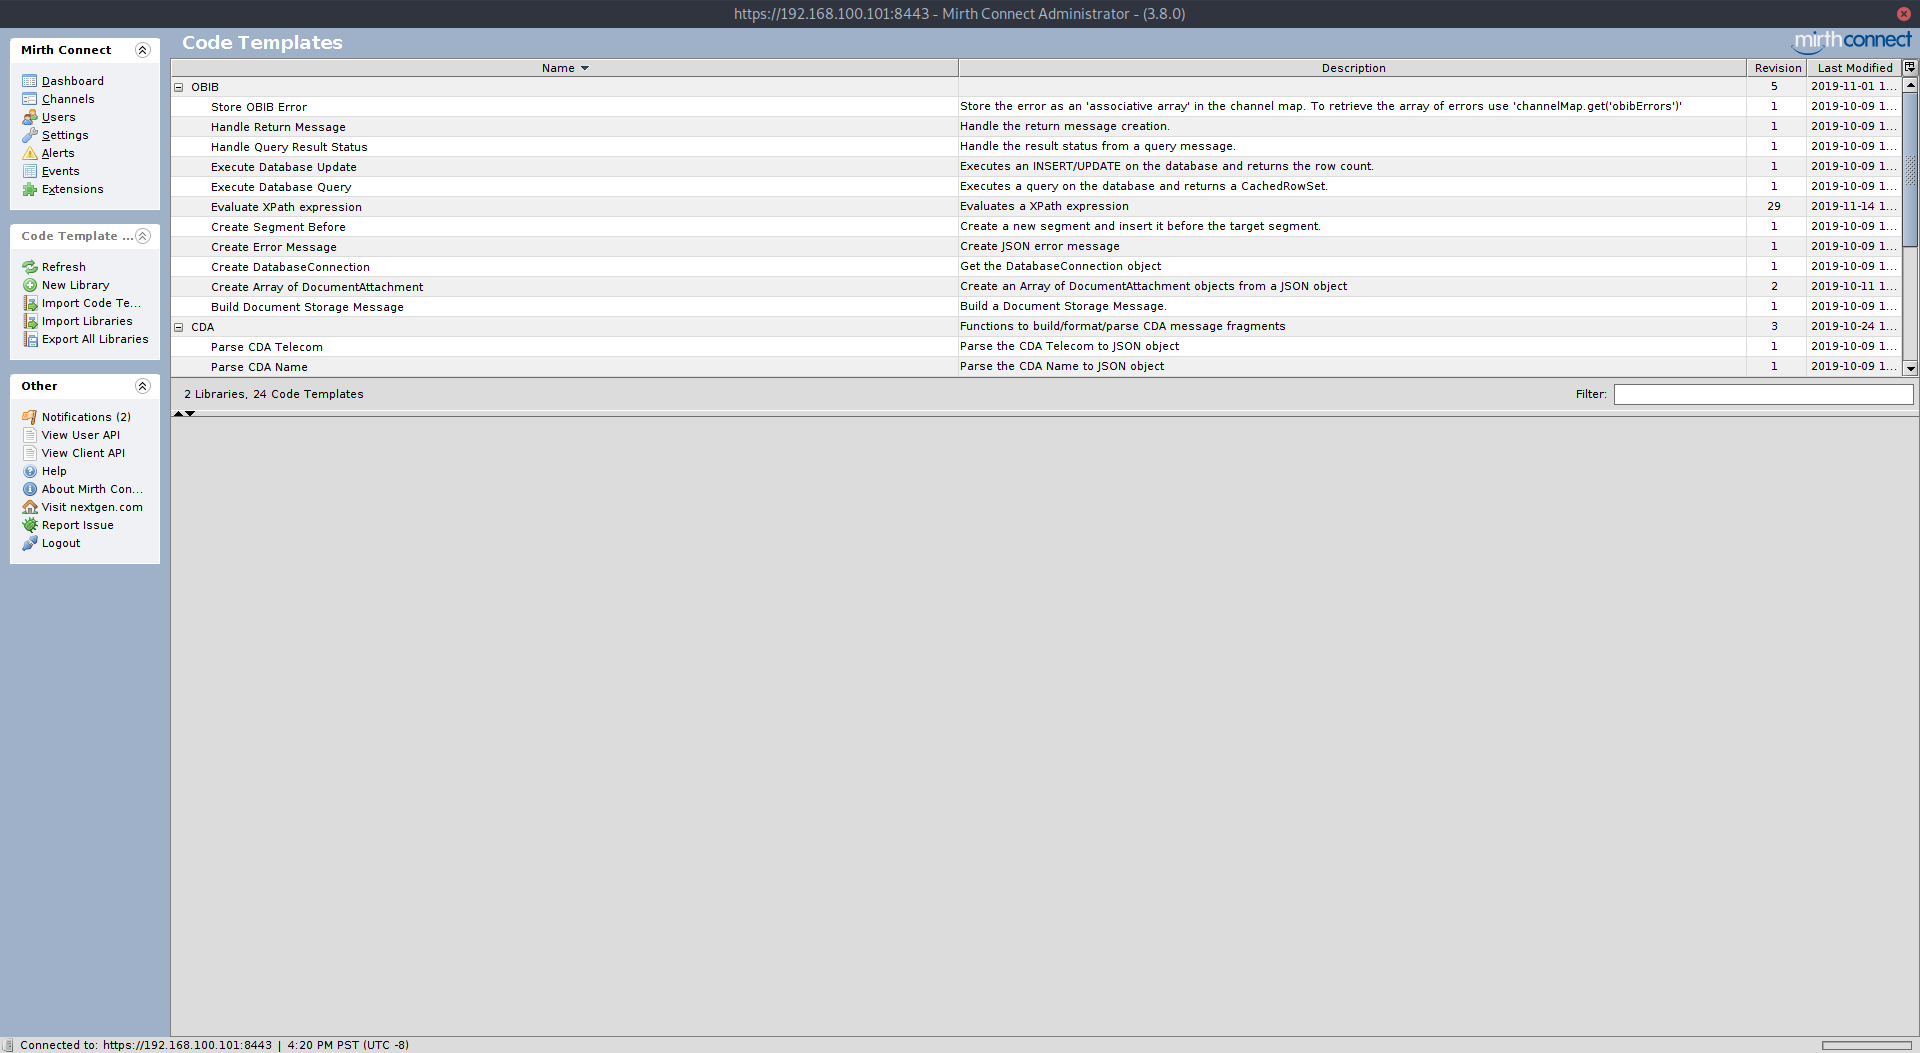 https://192.168.100.101:8443 - Mirth Connect Administrator - (3.8.0)
Mirth Connect
Dashboard
Channels
Users
Settings
Alerts
Events
Extensions
Code Template ...
Refresh
New Library
Import Code Te...
Import Libraries
Export All Libraries
Other
Notifications (2)
View User API
View Client API
Help
About Mirth Con...
Visit nextgen.com
Report Issue
Logout
Code Templates
mirth connect
Name Description Revision Last Modified
OBIB 5 2019-11-01 1...
Store OBIB Error Store the error as an 'associative array' in the channel map. To retrieve the array of errors use 'channelMap.get('obibErrors')' 1 2019-10-09 1...
Handle Return Message Handle the return message creation. 1 2019-10-09 1...
Handle Query Result Status Handle the result status from a query message. 1 2019-10-09 1...
Execute Database Update Executes an INSERT/UPDATE on the database and returns the row count. 1 2019-10-09 1...
Execute Database Query Executes a query on the database and returns a CachedRowSet. 1 2019-10-09 1...
Evaluate XPath expression Evaluates a XPath expression 29 2019-11-14 1...
Create Segment Before Create a new segment and insert it before the target segment. 1 2019-10-09 1...
Create Error Message Create JSON error message 1 2019-10-09 1...
Create DatabaseConnection Get the DatabaseConnection object 1 2019-10-09 1...
Create Array of DocumentAttachment Create an Array of DocumentAttachment objects from a JSON object 2 2019-10-11 1...
Build Document Storage Message Build a Document Storage Message. 1 2019-10-09 1...
CDA Functions to build/format/parse CDA message fragments 3 2019-10-24 1...
Parse CDA Telecom Parse the CDA Telecom to JSON object 1 2019-10-09 1...
Parse CDA Name Parse the CDA Name to JSON object 1 2019-10-09 1...
2 Libraries, 24 Code Templates Filter:
Connected to: https://192.168.100.101:8443 | 4:20 PM PST (UTC -8)